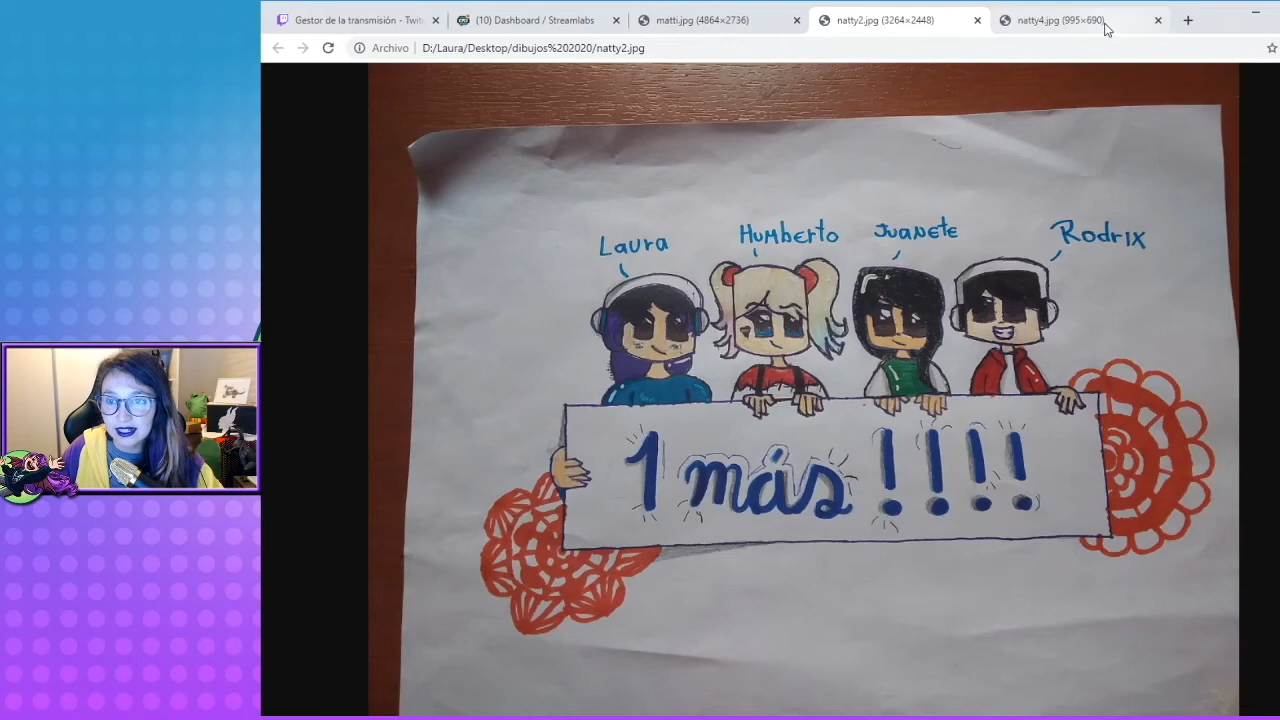 Gestor de la transmisión - Twit
(10) Dashboard / Streamlabs
matti.jpg (4864×2736)
natty2.jpg (3264×2448)
natty4.jpg (995×690)
Archivo
D:/Laura/Desktop/dibujos%202020/natty2.jpg
Laura
Humberto
Juanete
Rodrix
1 más !!!!